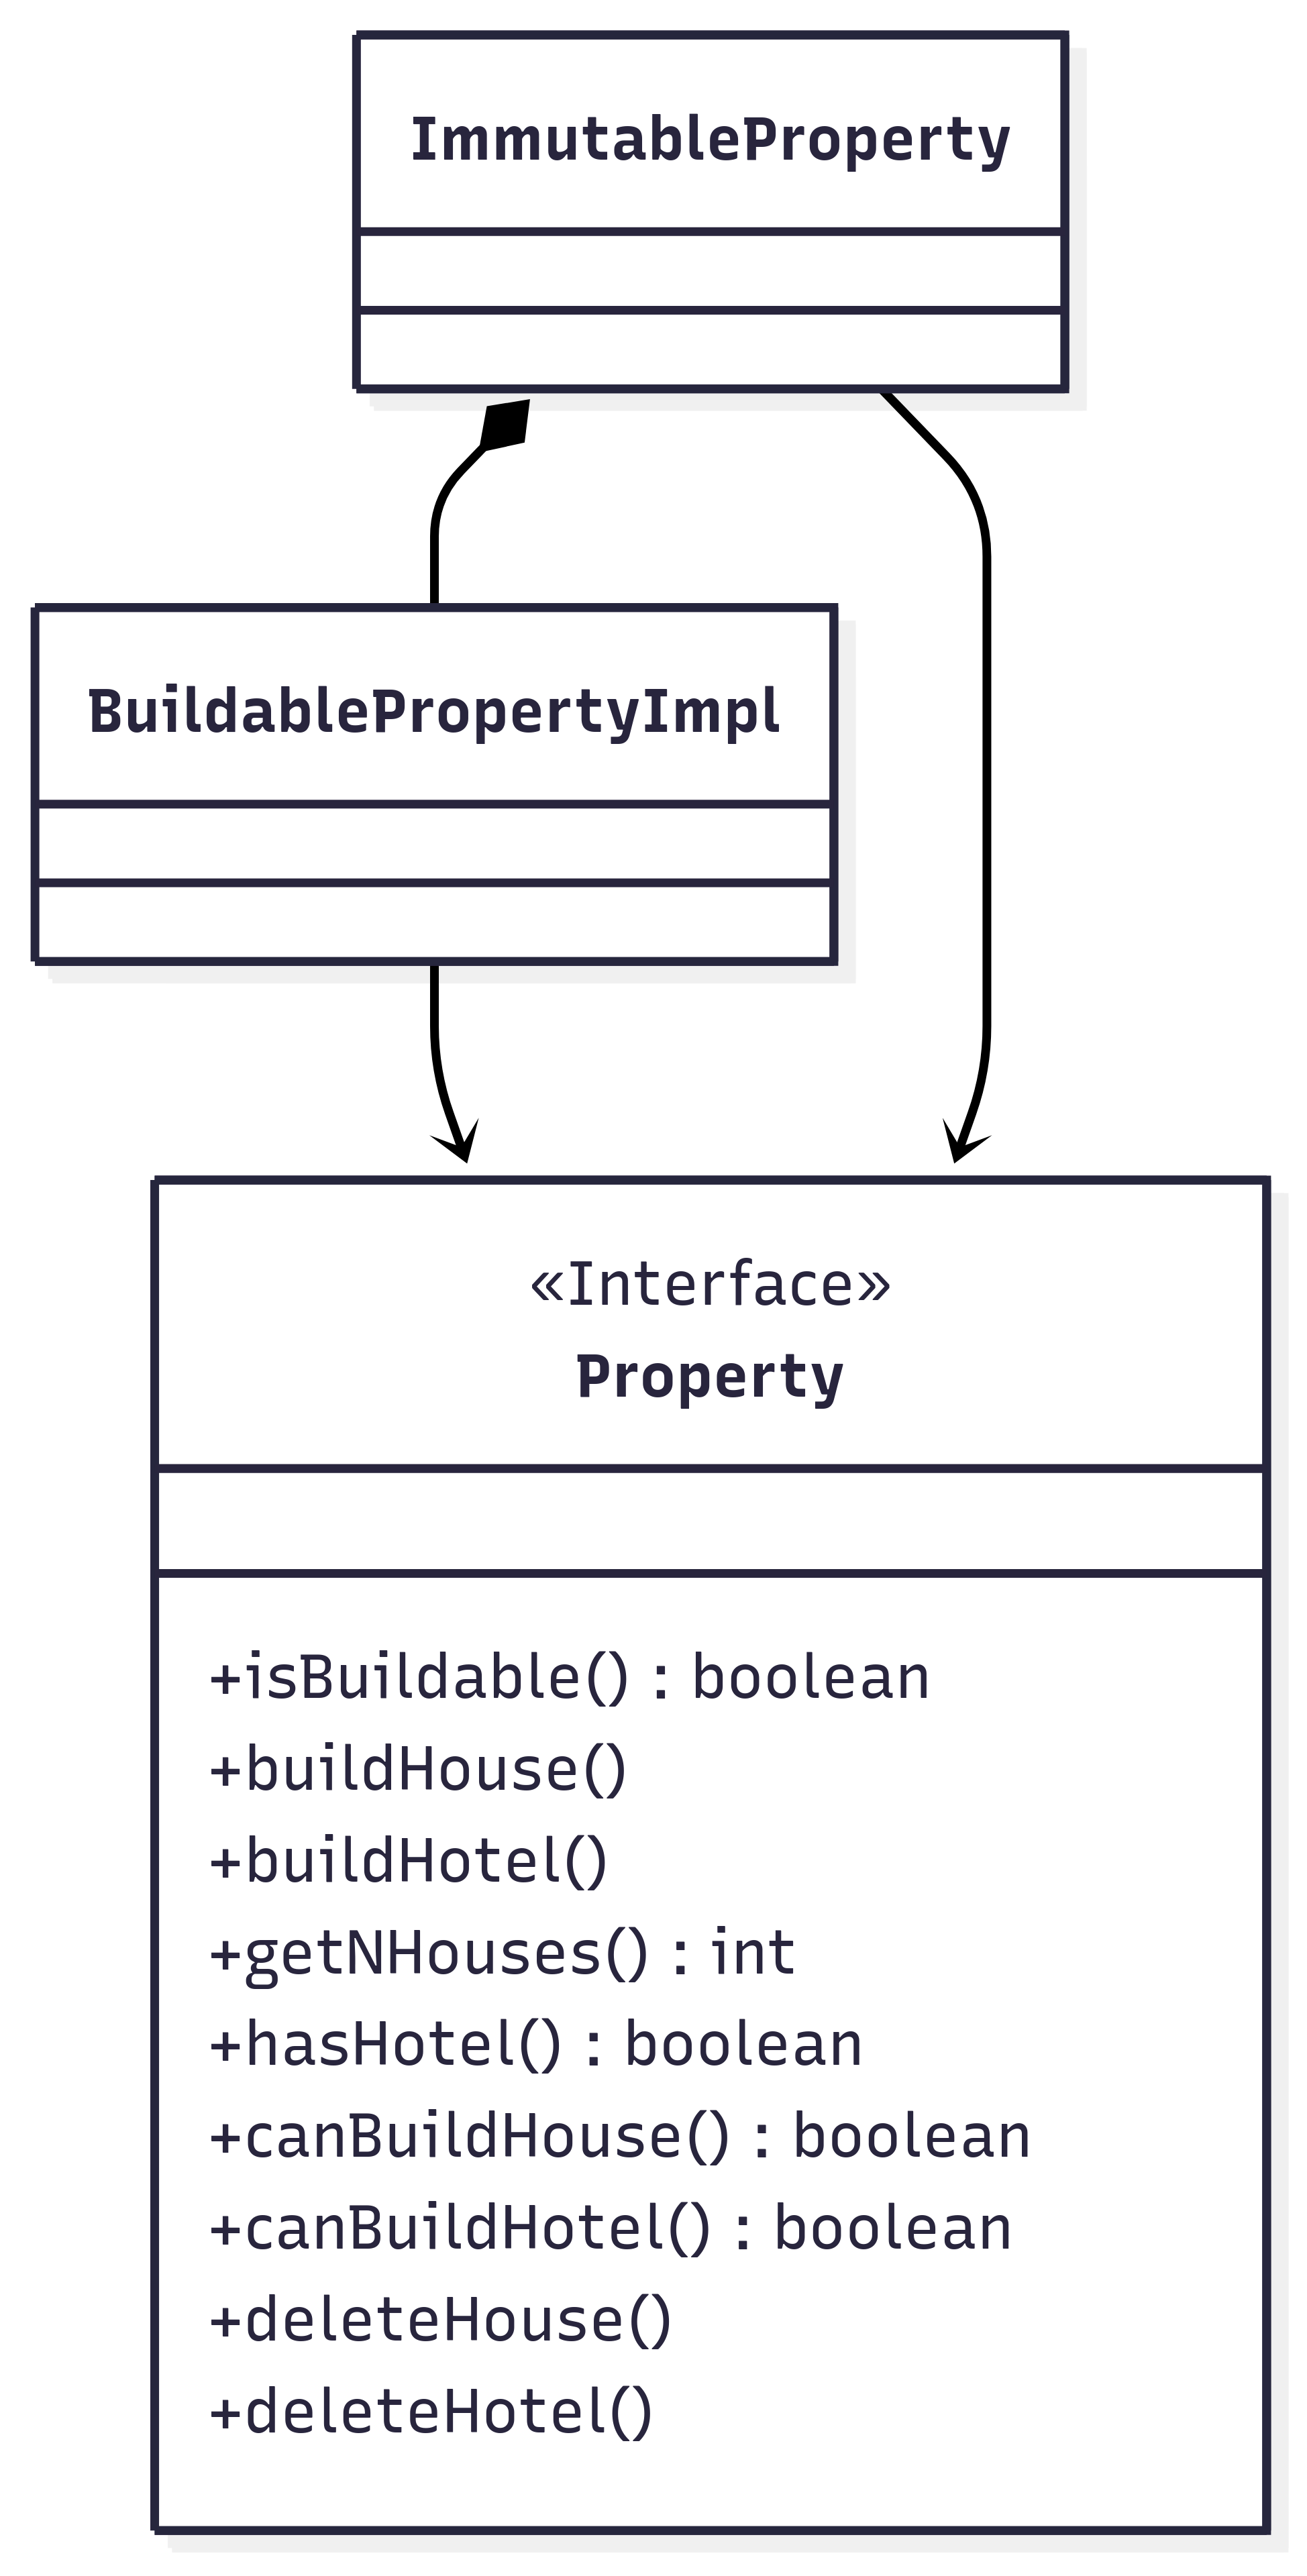 ImmutableProperty
BuildablePropertyImpl
«Interface»
Property
+isBuildable() : boolean
+buildHouse()
+buildHotel()
+getNHouses() : int
+hasHotel() : boolean
+canBuildHouse() : boolean
+canBuildHotel() : boolean
+deleteHouse()
+deleteHotel()